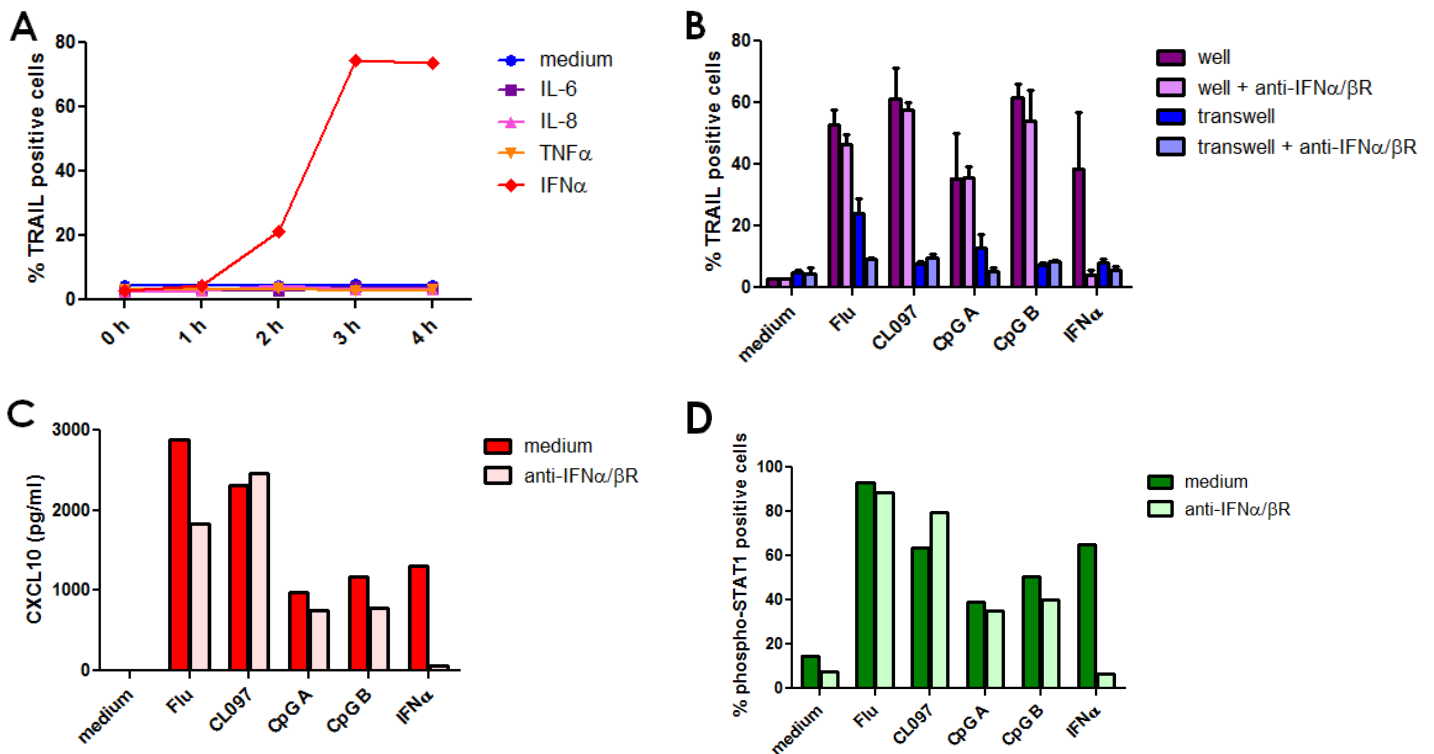 A
% TRAIL positive cells
80
60
40
20
0
0 h
1 h
2 h
3 h
4 h
medium
IL-6
IL-8
TNFα
IFNα
B
% TRAIL positive cells
80
60
40
20
0
medium
Flu
CL097
CpG A
CpG B
IFNα
well
well + anti-IFNα/βR
transwell
transwell + anti-IFNα/βR
C
CXCL10 (pg/ml)
3000
2000
1000
0
medium
Flu
CL097
CpG A
CpG B
IFNα
medium
anti-IFNα/βR
D
% phospho-STAT1 positive cells
100
80
60
40
20
0
medium
Flu
CL097
CpG A
CpG B
IFNα
medium
anti-IFNα/βR